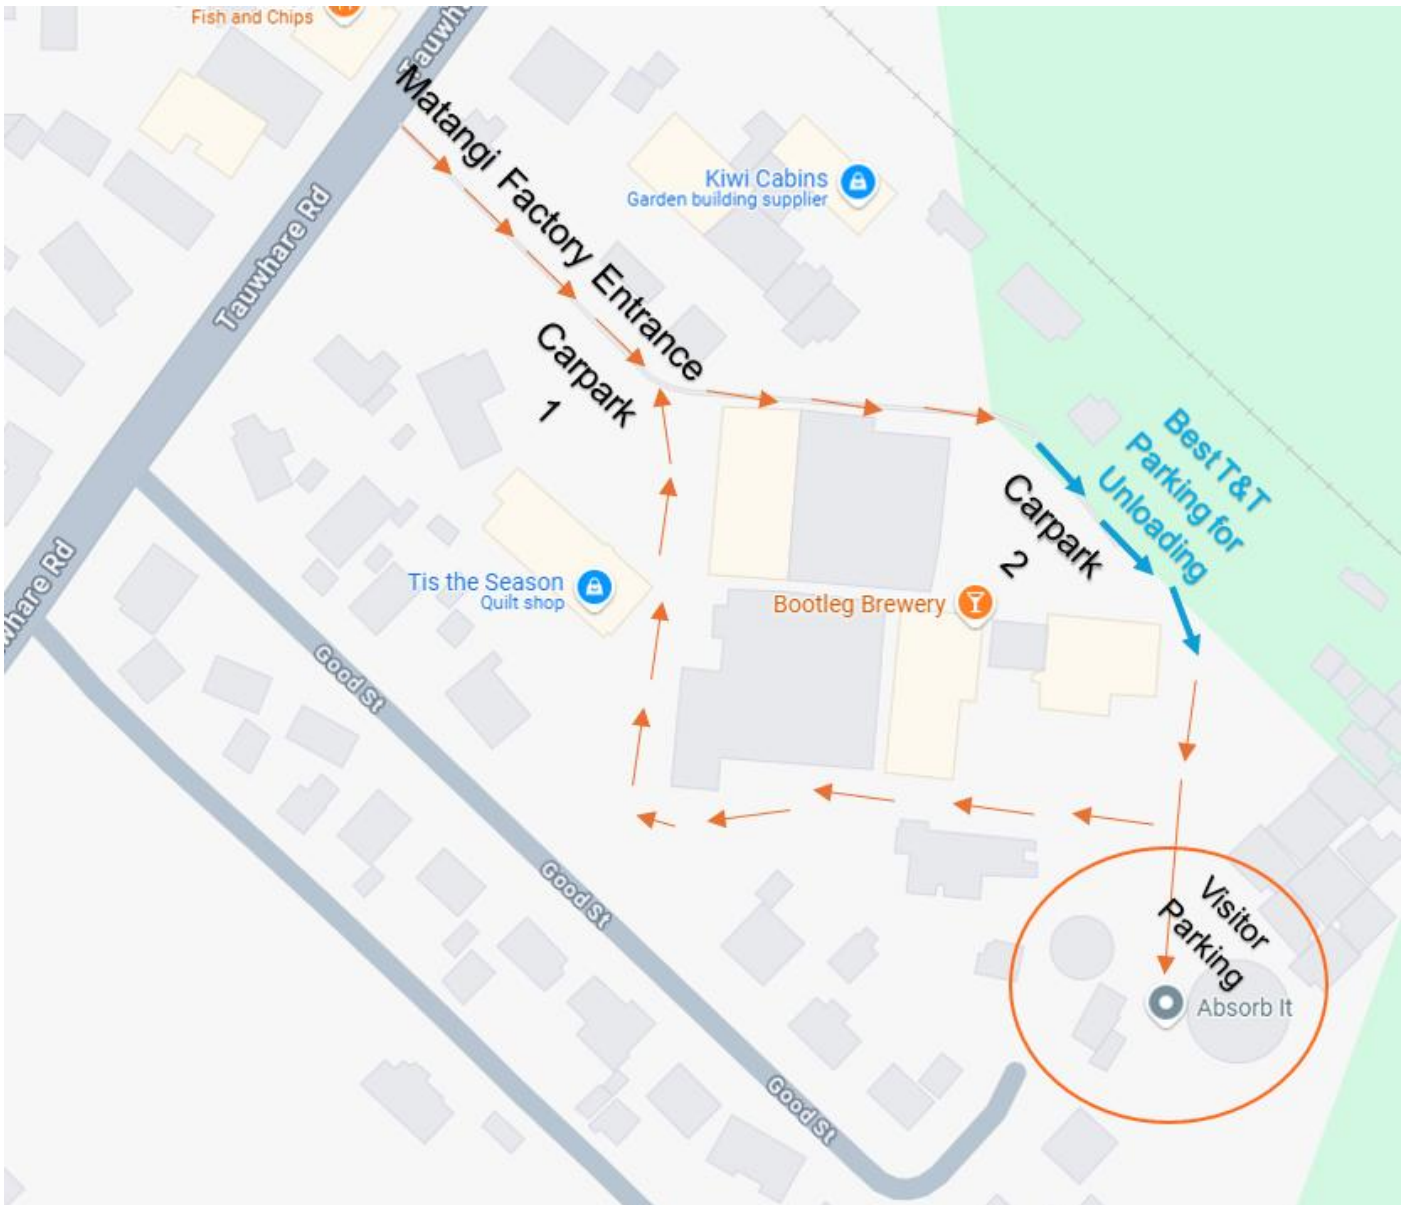 Fish and Chips
Tauwhare Rd
Matangi Factory Entrance
Kiwi Cabins
Garden building supplier
Tauwhare Rd
Carpark
1
Best T&T
Parking for
Unloading
Carpark
2
Tis the Season
Quilt shop
Bootleg Brewery
whare Rd
Good St
Good St
Visitor
Parking
Absorb It
Good St